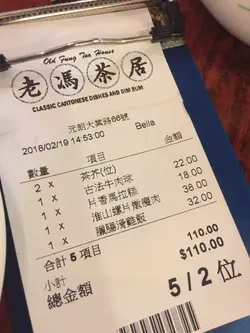 Old Fung Tea House
老馮茶居
CLASSIC CANTONESE DISHES AND DIM SUM
元朗大棠路66號
2018/02/19 14:53:00 Bella
數量 項目 金額
2 x 茶芥(位) 22.00
1 x 古法牛肉球 18.00
1 x 片香馬拉糕 18.00
1 x 淮山螺片燉瘦肉 38.00
1 x 臘腸滑雞飯 32.00
合計 5 項目
小計 110.00
總金額 $110.00
5 / 2 位